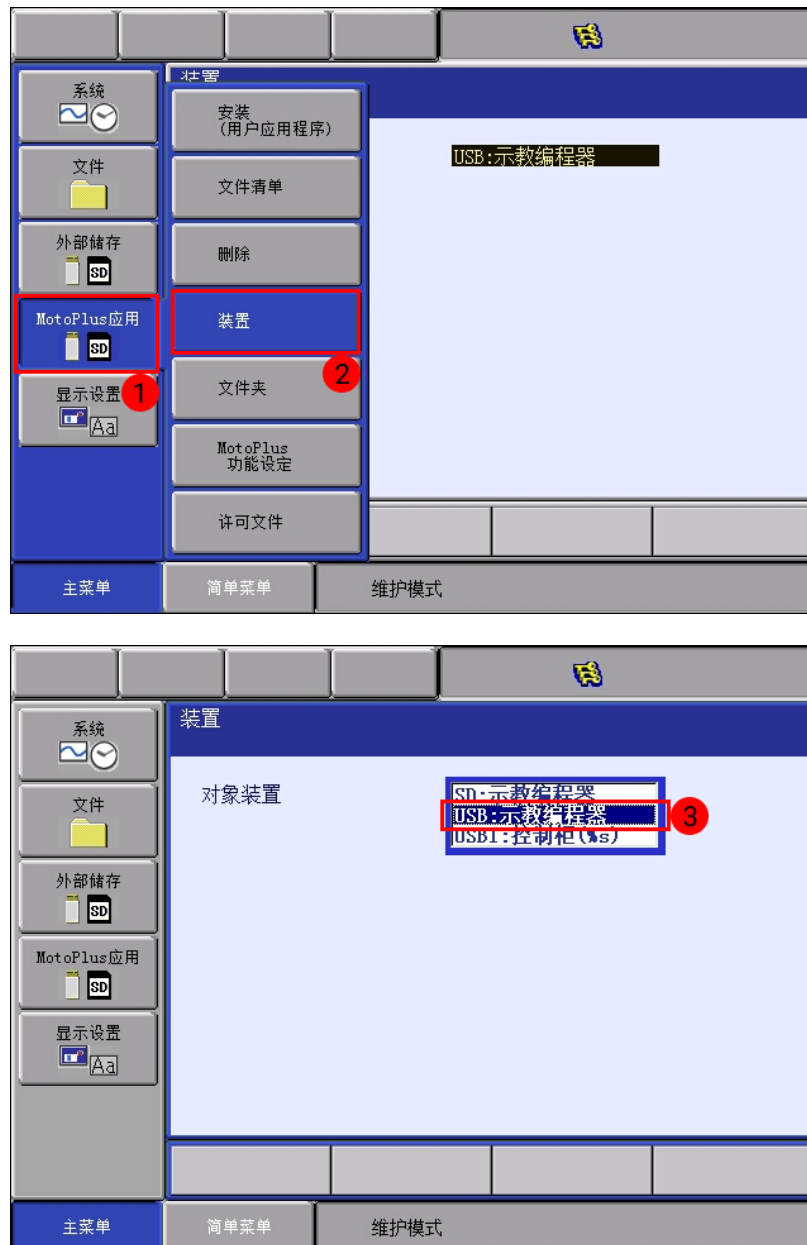 装置
系统
安装
(用户应用程序)
USB:示教编程器
文件
文件清单
外部储存
SD
删除
MotoPlus应用
SD
装置
显示设置
1
Aa
文件夹
2
MotoPlus
功能设定
许可文件
主菜单
简单菜单
维护模式
装置
系统
对象装置
SD:示教编程器
USB:示教编程器
3
USB1:控制柜(%s)
文件
外部储存
SD
MotoPlus应用
SD
显示设置
Aa
主菜单
简单菜单
维护模式